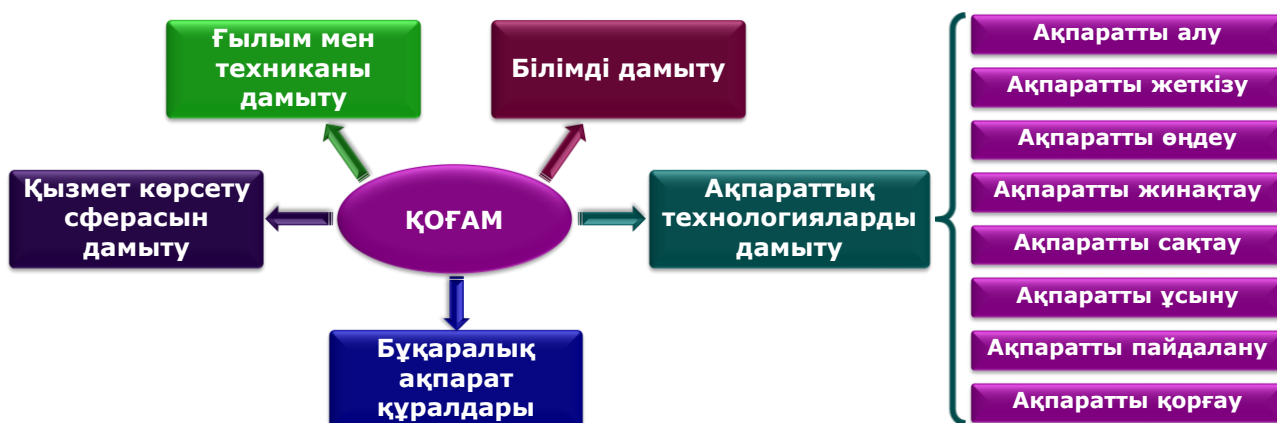 Ғылым мен
техниканы
дамыту
Білімді дамыту
Қызмет көрсету
сферасын
дамыту
ҚОҒАМ
Ақпараттық
технологияларды
дамыту
Бұқаралық
ақпарат
құралдары
Ақпаратты алу
Ақпаратты жеткізу
Ақпаратты өңдеу
Ақпаратты жинақтау
Ақпаратты сақтау
Ақпаратты ұсыну
Ақпаратты пайдалану
Ақпаратты қорғау